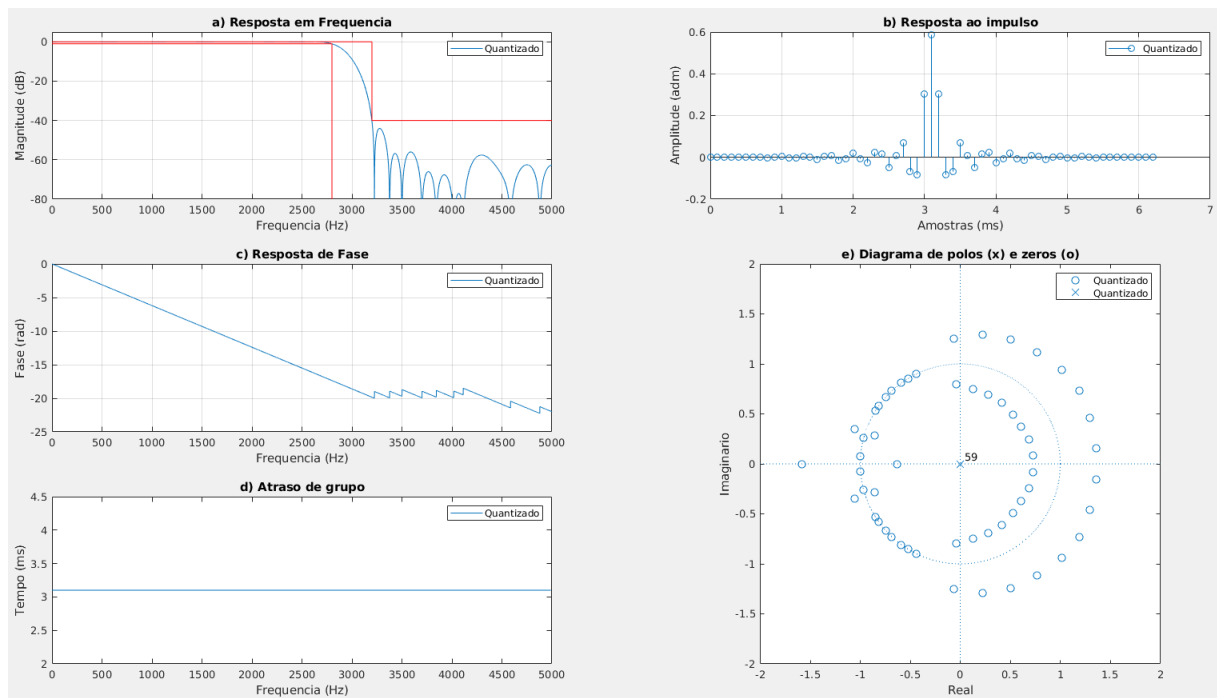 a) Resposta em Frequencia
Quantizado
Magnitude (dB)
0
-20
-40
-60
-80
0 500 1000 1500 2000 2500 3000 3500 4000 4500 5000
Frequencia (Hz)
b) Resposta ao impulso
Quantizado
Amplitude (adm)
0.6
0.4
0.2
0
-0.2
0 1 2 3 4 5 6 7
Amostras (ms)
c) Resposta de Fase
Quantizado
Fase (rad)
0
-5
-10
-15
-20
-25
0 500 1000 1500 2000 2500 3000 3500 4000 4500 5000
Frequencia (Hz)
d) Atraso de grupo
Quantizado
Tempo (ms)
4.5
4
3.5
3
2.5
2
0 500 1000 1500 2000 2500 3000 3500 4000 4500 5000
Frequencia (Hz)
e) Diagrama de polos (x) e zeros (o)
Quantizado
Quantizado
59
Imaginario
2
1.5
1
0.5
0
-0.5
-1
-1.5
-2
-2 -1.5 -1 -0.5 0 0.5 1 1.5 2
Real